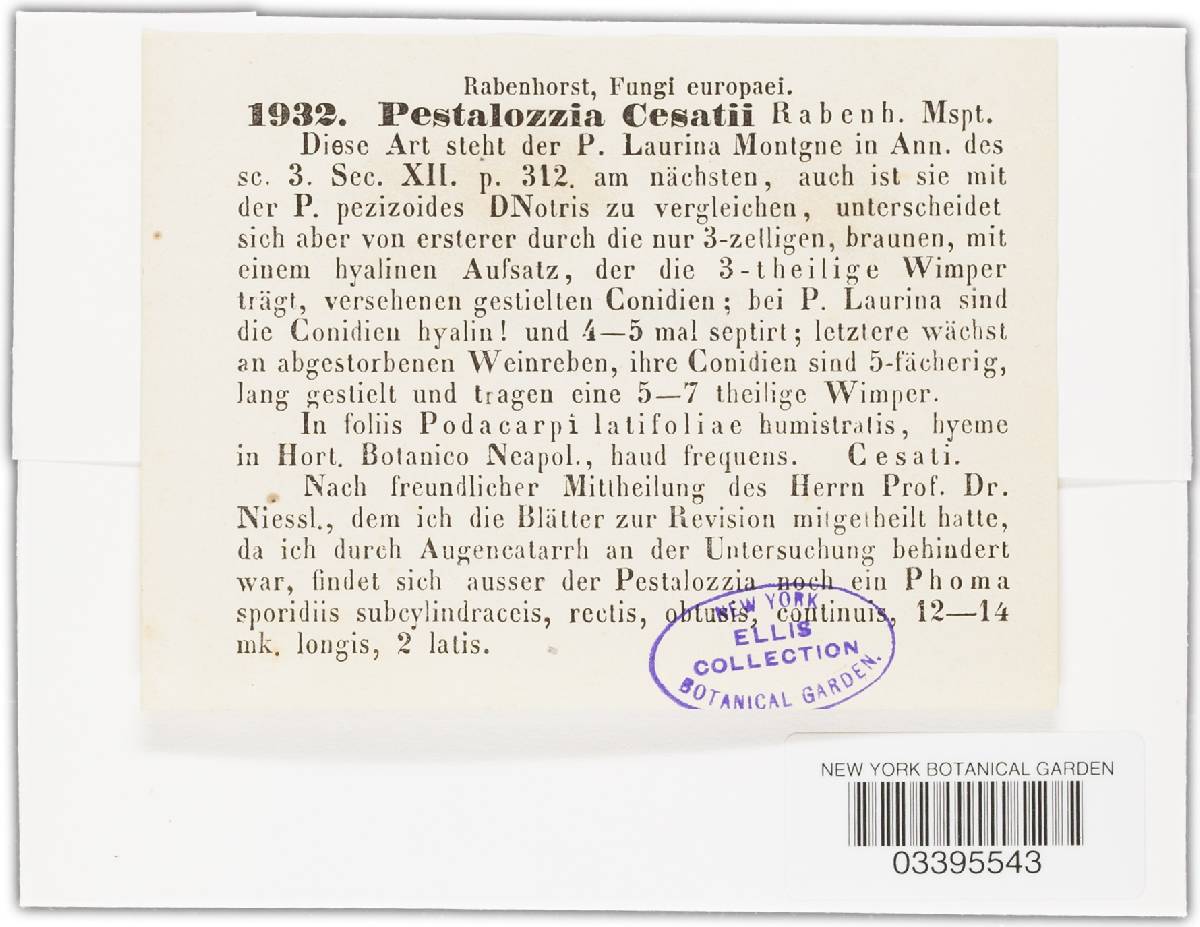 Rabenhorst, Fungi europaei.
1932. Pestalozzia Cesatii Rabenh. Mspt.
Diese Art steht der P. Laurina Montgne in Ann. des
sc. 3. Sec. XII. p. 312. am nächsten, auch ist sie mit
der P. pezizoides DNotris zu vergleichen, unterscheidet
sich aber von ersterer durch die nur 3-zelligen, braunen, mit
einem hyalinen Aufsatz, der die 3-theilige Wimper
trägt, versehenen gestielten Conidien; bei P. Laurina sind
die Conidien hyalin! und 4—5 mal septirt; letztere wächst
an abgestorbenen Weinreben, ihre Conidien sind 5-fächerig,
lang gestielt und tragen eine 5—7 theilige Wimper.
In foliis Podacarpi latifoliae humistratis, hyeme
in Hort. Botanico Neapol., haud frequens. Cesati.
Nach freundlicher Mittheilung des Herrn Prof. Dr.
Niessl., dem ich die Blätter zur Revision mitgetheilt hatte,
da ich durch Augencatarrh an der Untersuchung behindert
war, findet sich ausser der Pestalozzia noch ein Phoma
sporidiis subcylindraceis, rectis, obtusis, continuis, 12—14
mk. longis, 2 latis.
NEW YORK
ELLIS
COLLECTION
BOTANICAL GARDEN.
NEW YORK BOTANICAL GARDEN
03395543